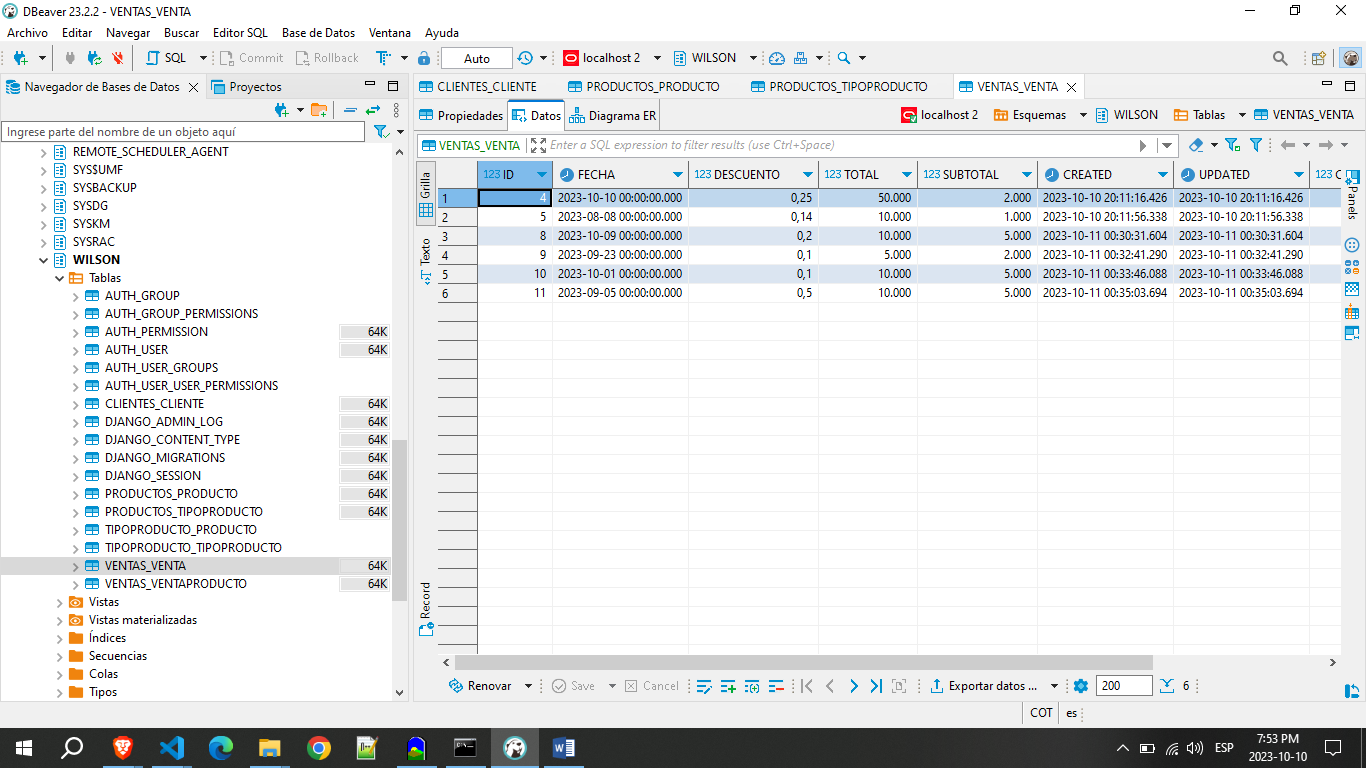 DBeaver 23.2.2 - VENTAS_VENTA
Archivo Editar Navegar Buscar Editor SQL Base de Datos Ventana Ayuda
SQL Commit Rollback Auto localhost 2 WILSON
Navegador de Bases de Datos Proyectos
CLIENTES_CLIENTE PRODUCTOS_PRODUCTO PRODUCTOS_TIPOPRODUCTO VENTAS_VENTA
Propiedades Datos Diagrama ER localhost 2 Esquemas WILSON Tablas VENTAS_VENTA
Ingrese parte del nombre de un objeto aquí
VENTAS_VENTA Enter a SQL expression to filter results (use Ctrl+Space)
REMOTE_SCHEDULER_AGENT
SYS$UMF
SYSBACKUP
SYSDG
SYSKM
SYSRAC
WILSON
Tablas
AUTH_GROUP
AUTH_GROUP_PERMISSIONS
AUTH_PERMISSION 64K
AUTH_USER 64K
AUTH_USER_GROUPS
AUTH_USER_USER_PERMISSIONS
CLIENTES_CLIENTE 64K
DJANGO_ADMIN_LOG 64K
DJANGO_CONTENT_TYPE 64K
DJANGO_MIGRATIONS 64K
DJANGO_SESSION 64K
PRODUCTOS_PRODUCTO 64K
PRODUCTOS_TIPOPRODUCTO 64K
TIPOPRODUCTO_PRODUCTO
TIPOPRODUCTO_TIPOPRODUCTO
VENTAS_VENTA 64K
VENTAS_VENTAPRODUCTO 64K
Vistas
Vistas materializadas
Índices
Secuencias
Colas
Tipos
Grilla
Texto
Record
123 ID FECHA 123 DESCUENTO 123 TOTAL 123 SUBTOTAL CREATED UPDATED 123 C
1 4 2023-10-10 00:00:00.000 0,25 50.000 2.000 2023-10-10 20:11:16.426 2023-10-10 20:11:16.426
2 5 2023-08-08 00:00:00.000 0,14 10.000 1.000 2023-10-10 20:11:56.338 2023-10-10 20:11:56.338
3 8 2023-10-09 00:00:00.000 0,2 10.000 5.000 2023-10-11 00:30:31.604 2023-10-11 00:30:31.604
4 9 2023-09-23 00:00:00.000 0,1 5.000 2.000 2023-10-11 00:32:41.290 2023-10-11 00:32:41.290
5 10 2023-10-01 00:00:00.000 0,1 10.000 5.000 2023-10-11 00:33:46.088 2023-10-11 00:33:46.088
6 11 2023-09-05 00:00:00.000 0,5 10.000 5.000 2023-10-11 00:35:03.694 2023-10-11 00:35:03.694
Panels
Renovar Save Cancel Exportar datos ... 200 6
COT es
ESP
7:53 PM
2023-10-10